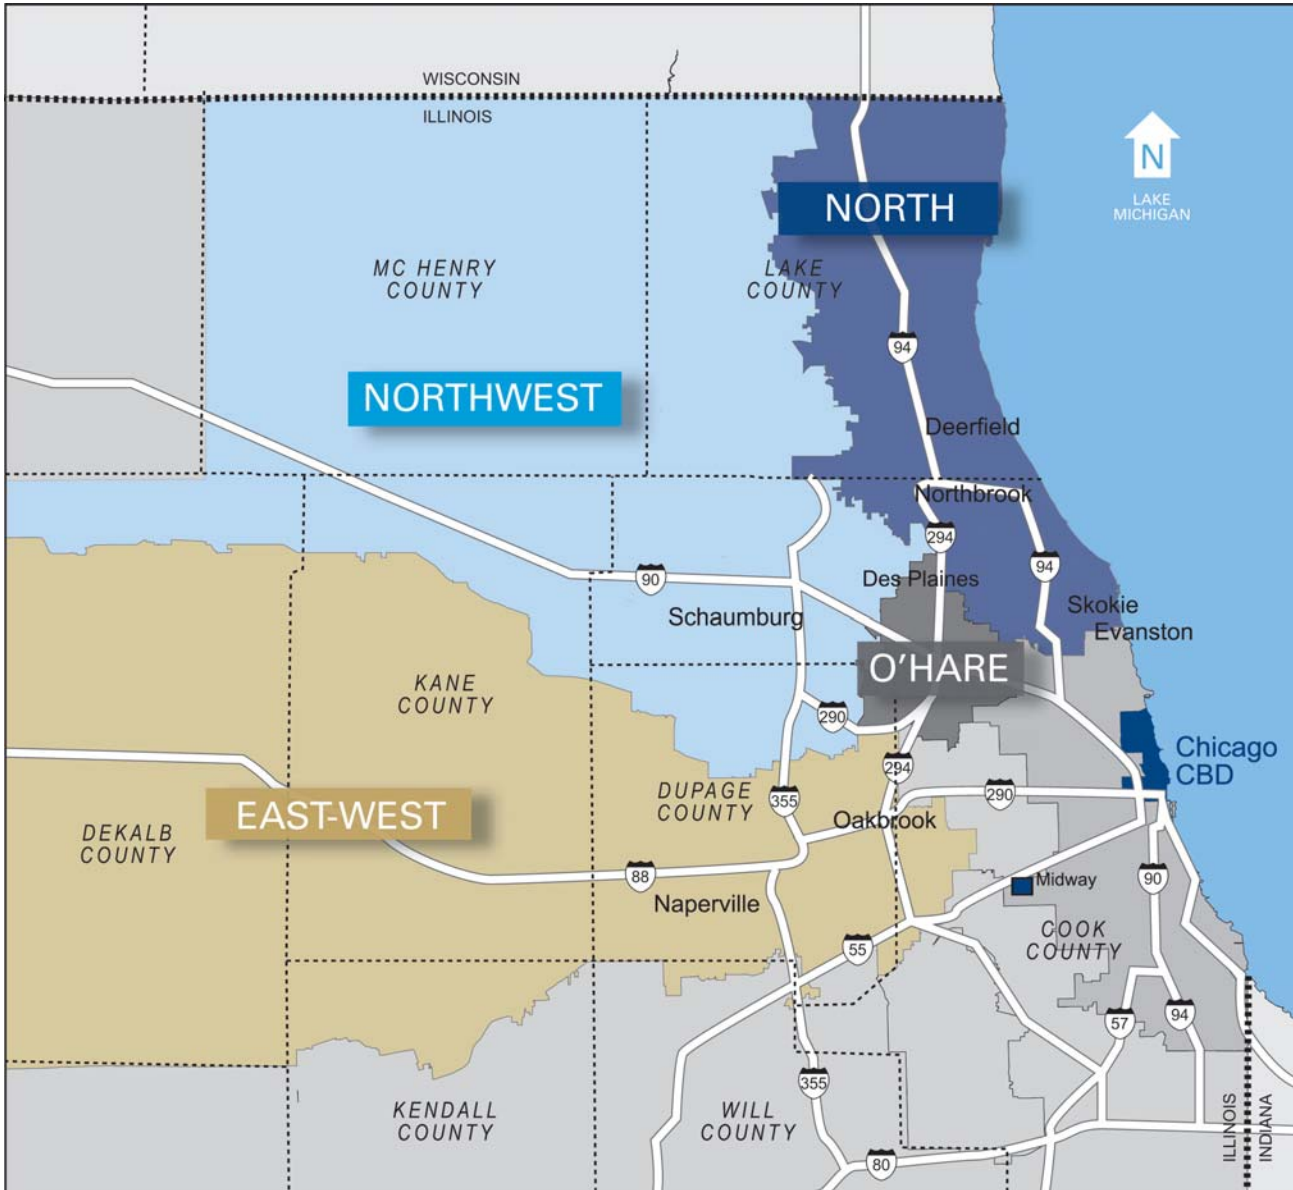 WISCONSIN
ILLINOIS
N
LAKE
MICHIGAN
NORTH
MC HENRY
COUNTY
LAKE
COUNTY
94
NORTHWEST
Deerfield
Northbrook
294
90
Des Plaines
94
Schaumburg
Skokie
Evanston
O'HARE
KANE
COUNTY
290
Chicago
CBD
294
DUPAGE
COUNTY
355
290
EAST-WEST
Oakbrook
DEKALB
COUNTY
88
Midway
90
Naperville
55
COOK
COUNTY
57
94
355
KENDALL
COUNTY
WILL
COUNTY
80
ILLINOIS
INDIANA